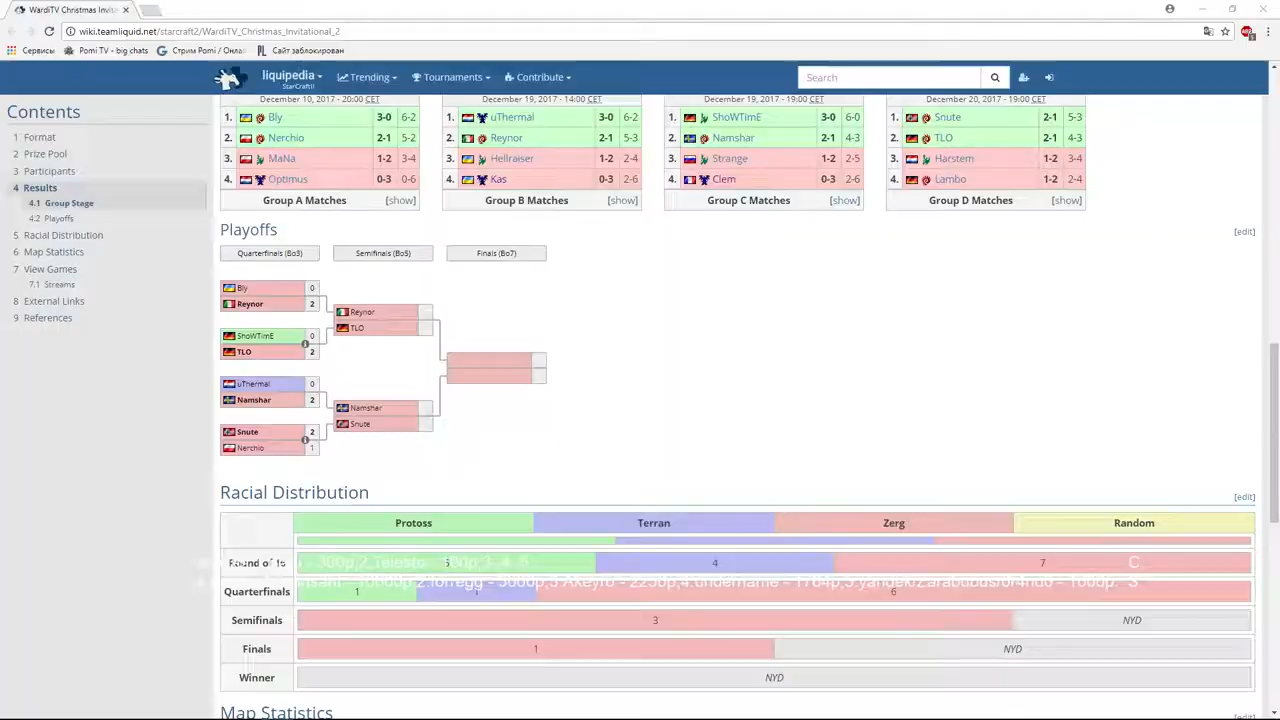 WardiTV Christmas Invita
wiki.teamliquid.net/starcraft2/WardiTV_Christmas_Invitational_2
Сервисы Pomi TV - big chats Стрим Pomi / Онла Сайт заблокирован
liquipedia StarCraft II Trending Tournaments Contribute Search
Contents
1 Format
2 Prize Pool
3 Participants
4 Results
4.1 Group Stage
4.2 Playoffs
5 Racial Distribution
6 Map Statistics
7 View Games
7.1 Streams
8 External Links
9 References
December 10, 2017 - 20:00 CET
1. Bly 3-0 6-2
2. Nerchio 2-1 5-2
3. MaNa 1-2 3-4
4. Optimus 0-3 0-6
Group A Matches [show]
December 19, 2017 - 14:00 CET
1. uThermal 3-0 6-2
2. Reynor 2-1 5-3
3. Hellraiser 1-2 2-4
4. Kas 0-3 2-6
Group B Matches [show]
December 19, 2017 - 19:00 CET
1. ShoWTimE 3-0 6-0
2. Namshar 2-1 4-3
3. Strange 1-2 2-5
4. Clem 0-3 2-6
Group C Matches [show]
December 20, 2017 - 19:00 CET
1. Snute 2-1 5-3
2. TLO 2-1 4-3
3. Harstem 1-2 3-4
4. Lambo 1-2 2-4
Group D Matches [show]
Playoffs [edit]
Quarterfinals (Bo3) Semifinals (Bo5) Finals (Bo7)
Bly 0
Reynor 2
ShoWTimE 0
TLO 2
uThermal 0
Namshar 2
Snute 2
Nerchio 1
Reynor
TLO
Namshar
Snute
Racial Distribution [edit]
Protoss Terran Zerg Random
Round of 16 5 4 7
Quarterfinals 1 1 6
Semifinals 3 NYD
Finals 1 NYD
Winner NYD
Map Statistics [edit]